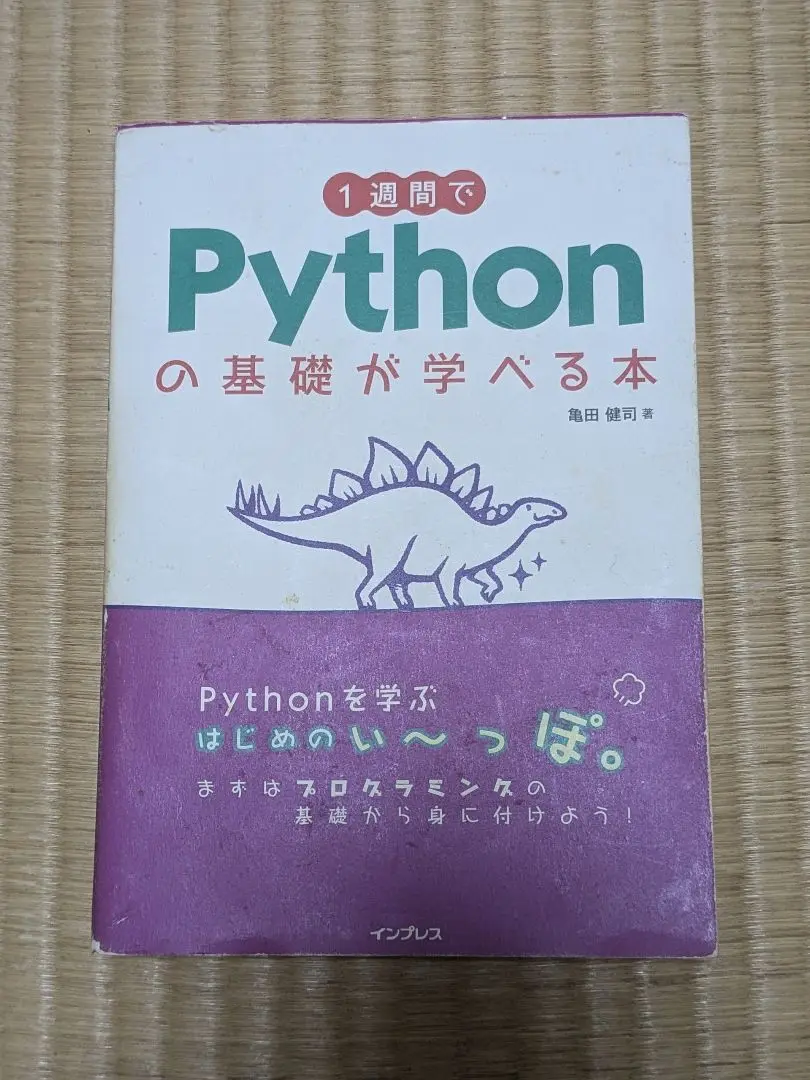 1週間で
Python
の基礎が学べる本
亀田 健司 著
Pythonを学ぶ
はじめのい〜っぽ。
まずはプログラミングの
基礎から身に付けよう!
インプレス